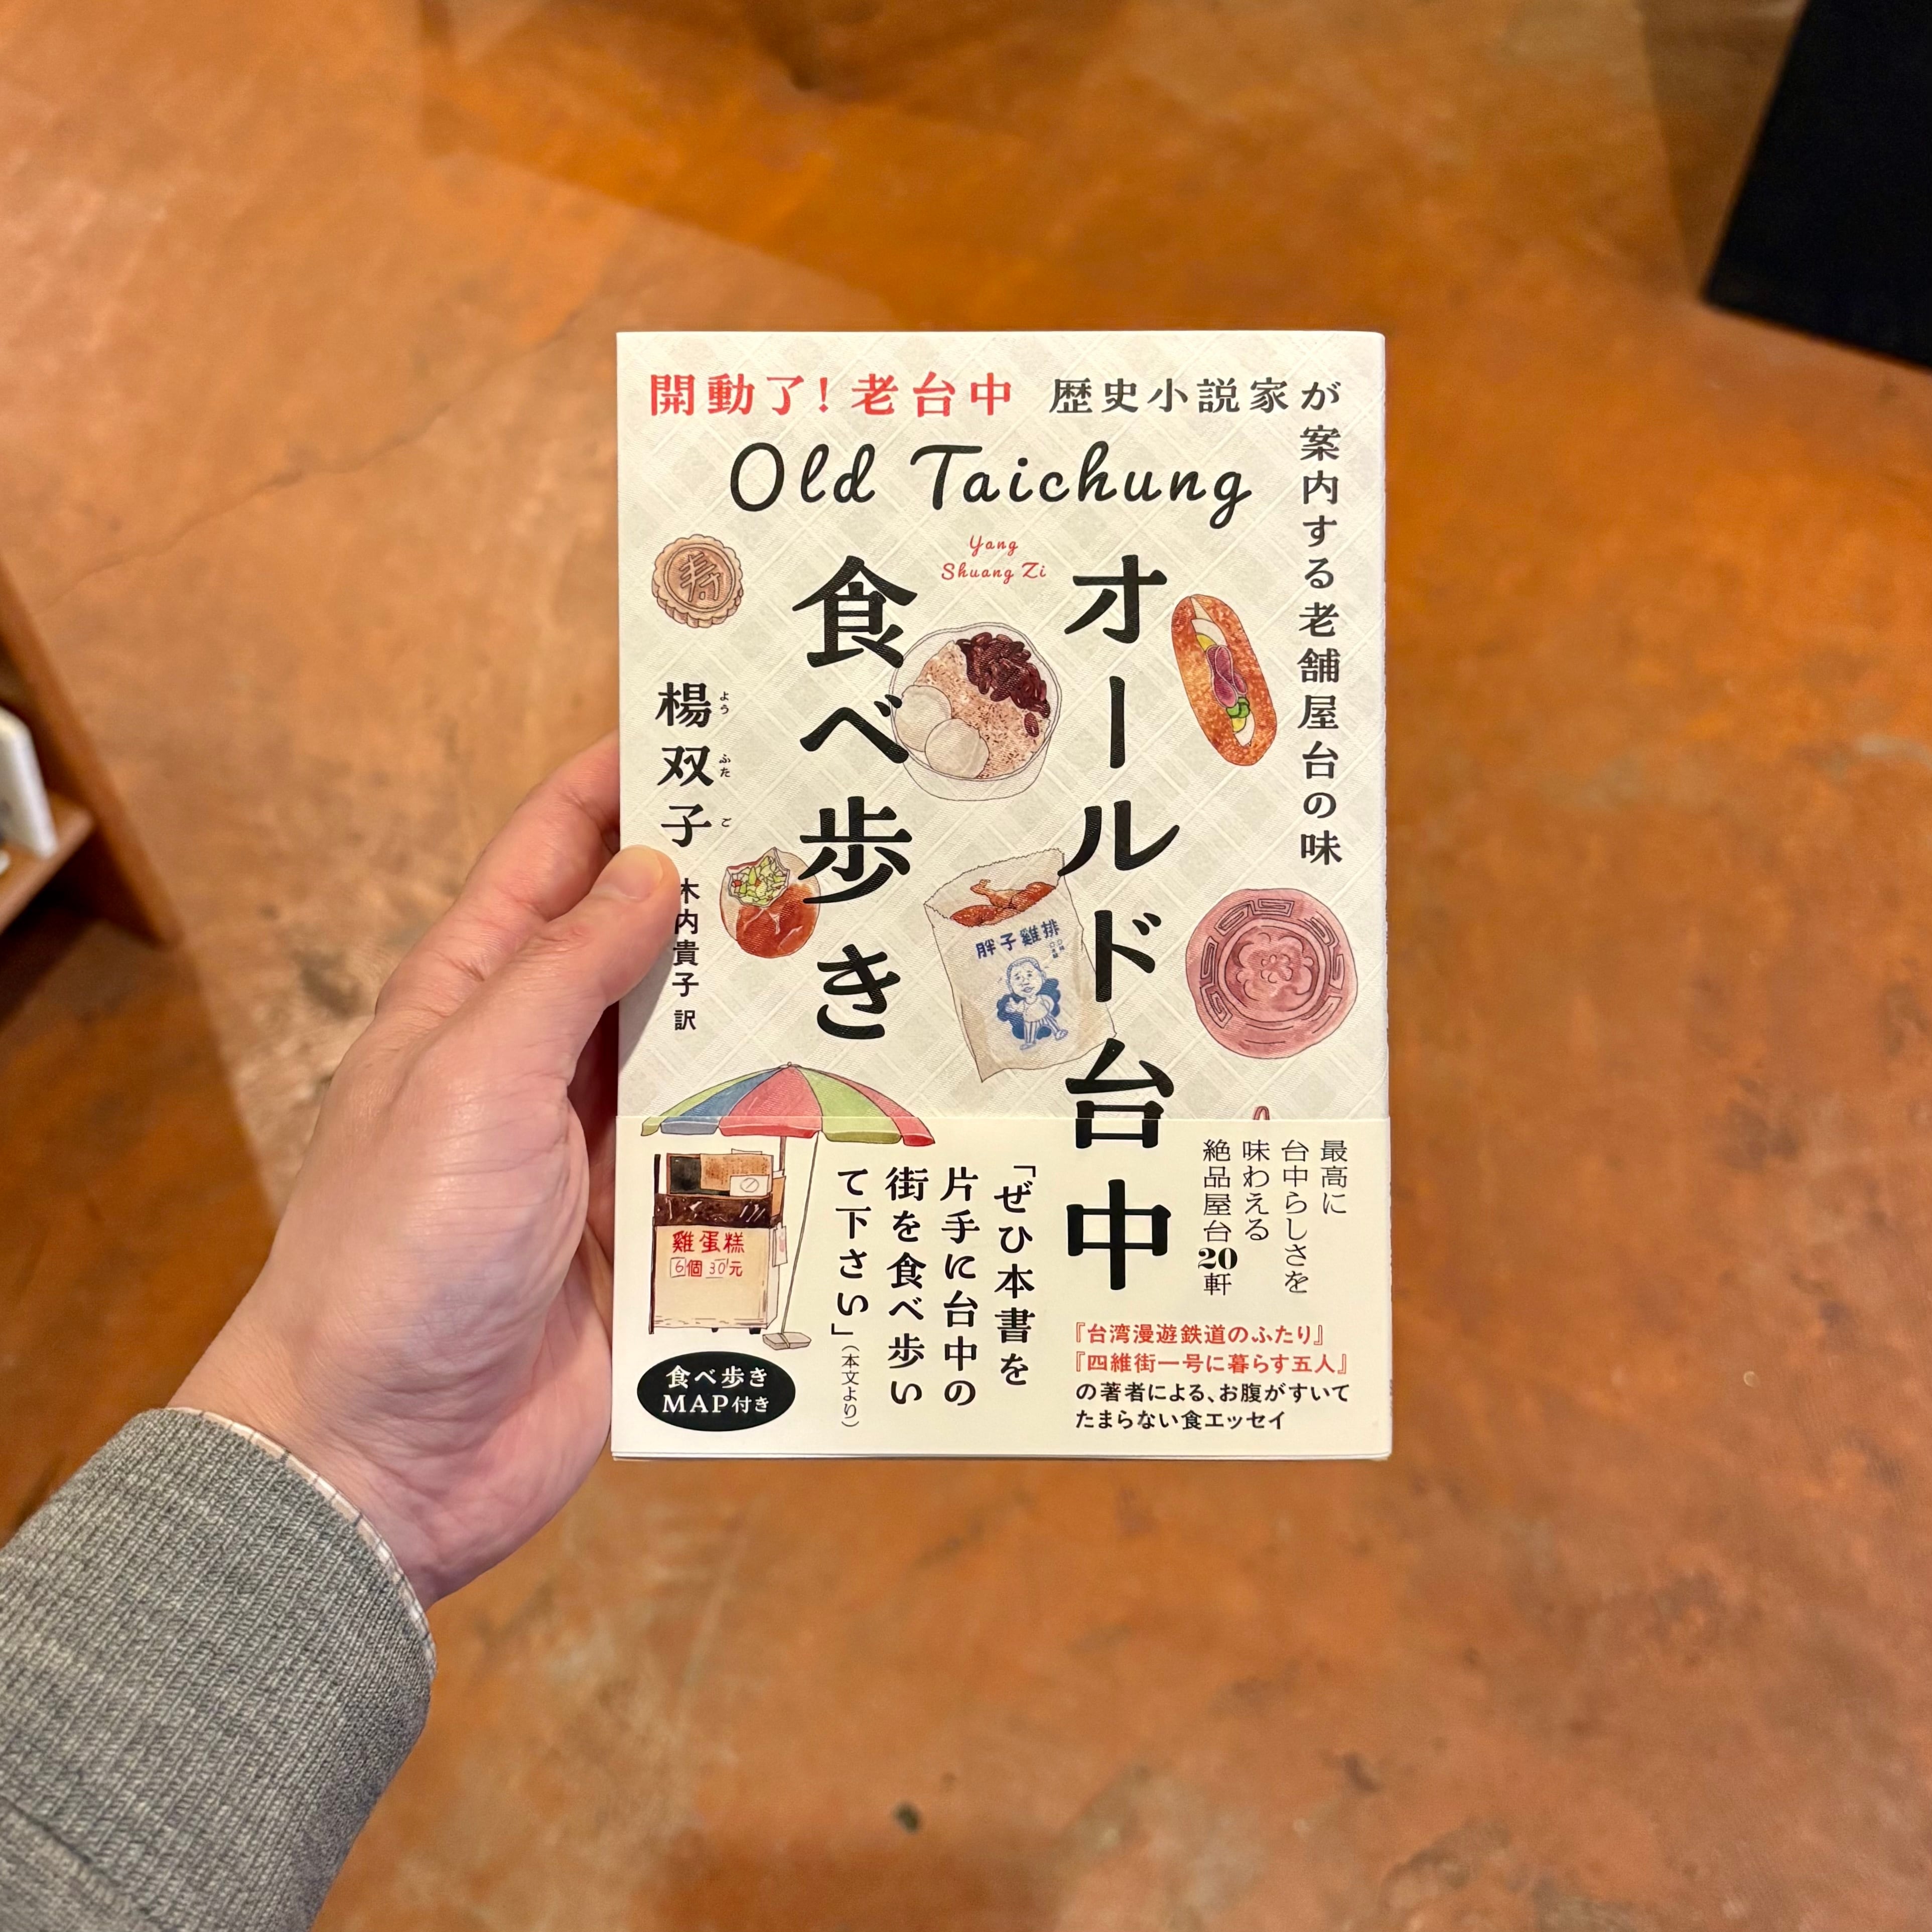 開動了！老台中 歴史小説家が
案内する老舗屋台の味
Old Taichung
Yang
Shuang Zi
オールド台中
食べ歩き
楊双子
よう ふた ご
木内貴子 訳
胖子雞排
雞蛋糕
6個 30元
最高に
台中らしさを
味わえる
絶品屋台20軒
「ぜひ本書を
片手に台中の
街を食べ歩い
て下さい」（本文より）
『台湾漫遊鉄道のふたり』
『四維街一号に暮らす五人』
の著者による、お腹がすいて
たまらない食エッセイ
食べ歩き
MAP付き